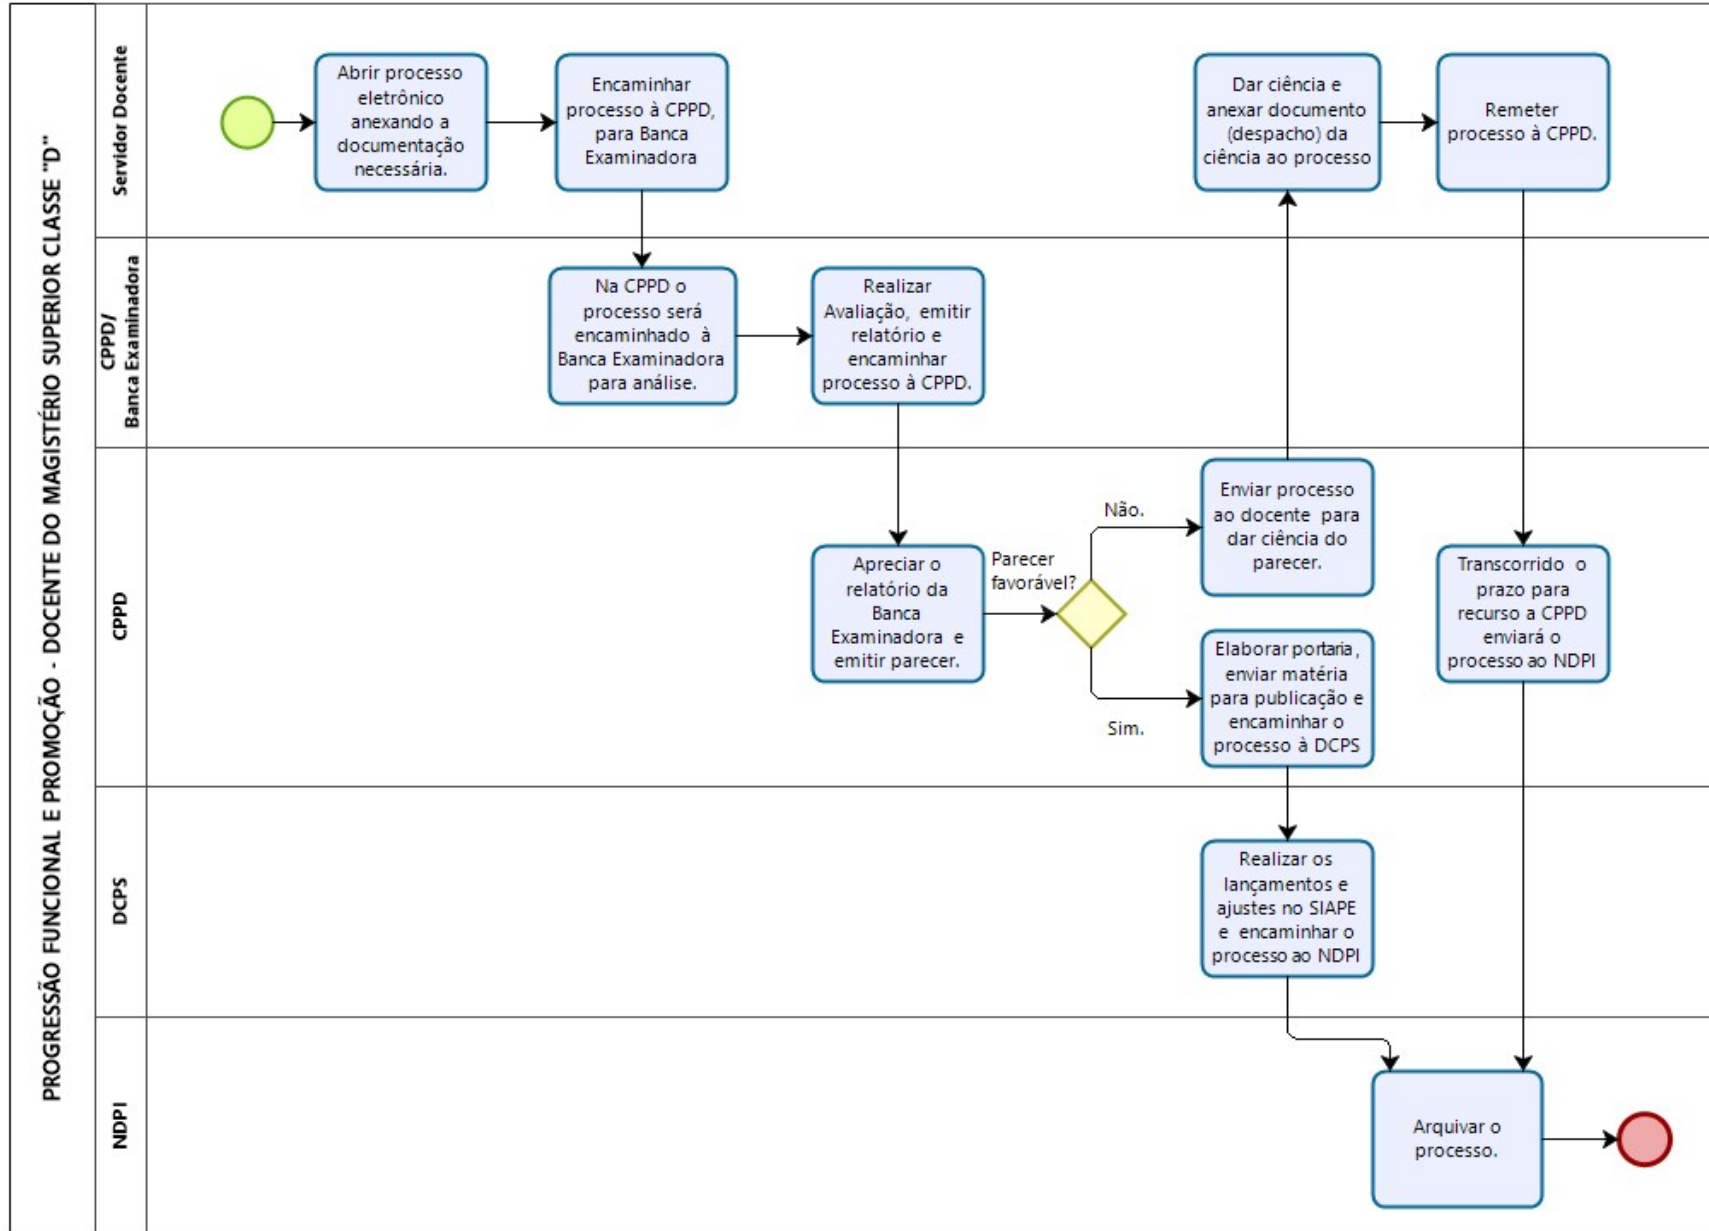 PROGRESSÃO FUNCIONAL E PROMOÇÃO - DOCENTE DO MAGISTÉRIO SUPERIOR CLASSE "D"
Servidor Docente
Abrir processo
eletrônico
anexando a
documentação
necessária.
Encaminhar
processo à CPPD,
para Banca
Examinadora
Dar ciência e
anexar documento
(despacho) da
ciência ao processo
Remeter
processo à CPPD.
CPPD/
Banca Examinadora
Na CPPD o
processo será
encaminhado à
Banca Examinadora
para análise.
Realizar
Avaliação, emitir
relatório e
encaminhar
processo à CPPD.
CPPD
Apreciar o
relatório da
Banca
Examinadora e
emitir parecer.
Parecer
favorável?
Não.
Enviar processo
ao docente para
dar ciência do
parecer.
Sim.
Elaborar portaria,
enviar matéria
para publicação e
encaminhar o
processo à DCPS
Transcorrido o
prazo para
recurso a CPPD
enviará o
processo ao NDPI
DCPS
Realizar os
lançamentos e
ajustes no SIAPE
e encaminhar o
processo ao NDPI
NDPI
Arquivar o
processo.